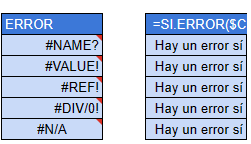 ERROR
=SI.ERROR($C
#NAME?
Hay un error sí
#VALUE!
Hay un error sí
#REF!
Hay un error sí
#DIV/0!
Hay un error sí
#N/A
Hay un error sí